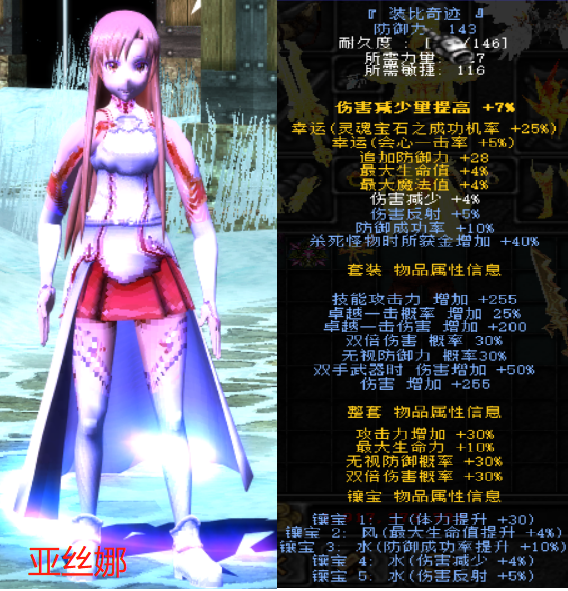 『 装比奇迹 』
防御力 : 143
耐久度 : [ /146]
所需力量: 7
所需敏捷: 116
伤害减少量提高 +7%
幸运(灵魂宝石之成功机率 +25%)
幸运(会心一击率 +5%)
追加防御力 +28
最大生命值 +4%
最大魔法值 +4%
伤害减少 +4%
伤害反射 +5%
防御成功率 +10%
杀死怪物时所获金增加 +40%
套装 物品属性信息
技能攻击力 增加 +255
卓越一击概率 增加 25%
卓越一击伤害 增加 +200
双倍伤害 概率 30%
无视防御力 概率30%
双手武器时 伤害增加 +50%
伤害 增加 +255
整套 物品属性信息
攻击力增加 +30%
最大生命力 +10%
无视防御概率 +30%
双倍伤害概率 +30%
镶宝 物品属性信息
镶宝 1: 土(体力提升 +30)
镶宝 2: 风(最大生命值提升 +4%)
镶宝 3: 水(防御成功率提升 +10%)
镶宝 4: 水(伤害减少 +4%)
镶宝 5: 水(伤害反射 +5%)
亚丝娜